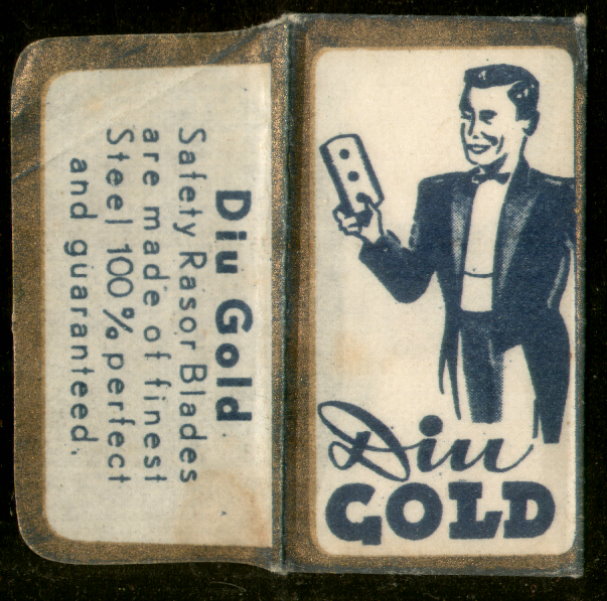 Diu Gold
Safety Rasor Blades
are made of finest
Steel 100% perfect
and guaranteed.
Diu
GOLD